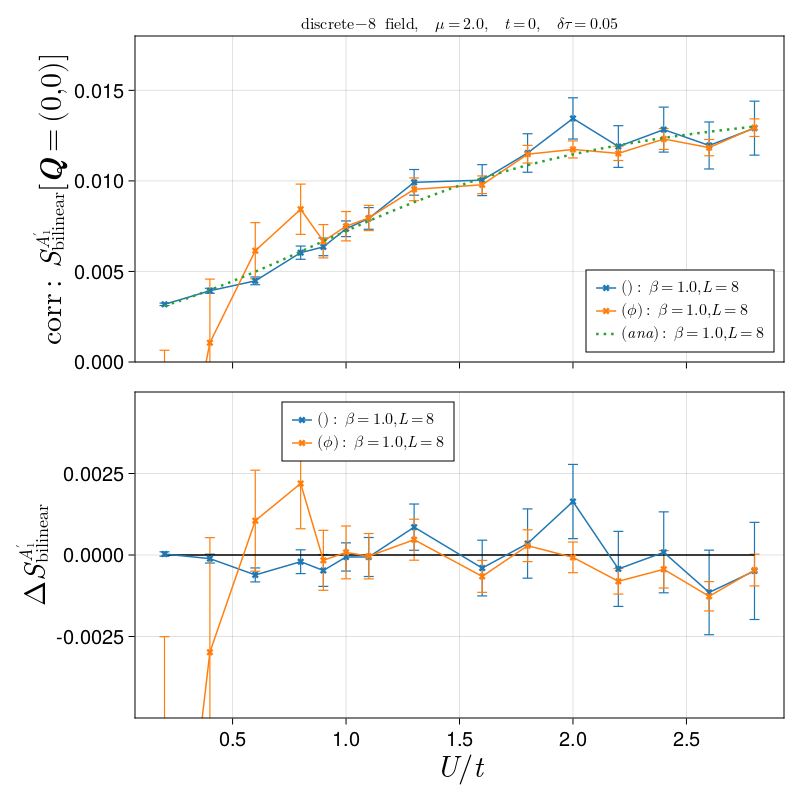 discrete−8 field, μ = 2.0, t = 0, δτ = 0.05
corr : S^{A′_1}_{bilinear}[Q = (0,0)]
0.015
0.010
0.005
0.000
() : β = 1.0,L = 8
(ϕ) : β = 1.0,L = 8
(ana) : β = 1.0,L = 8
ΔS^{A′_1}_{bilinear}
0.0025
0.0000
-0.0025
() : β = 1.0,L = 8
(ϕ) : β = 1.0,L = 8
0.5 1.0 1.5 2.0 2.5
U/t